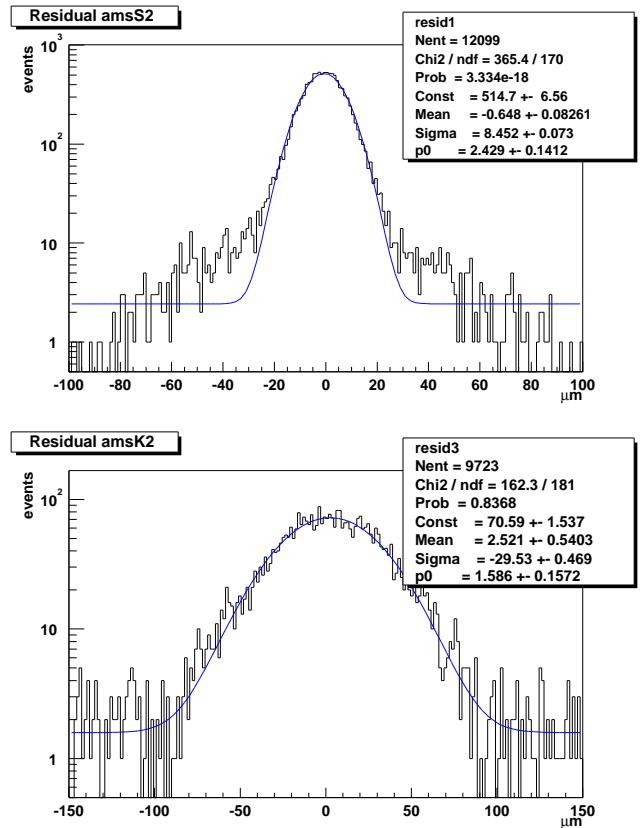 Residual amsS2
resid1
Nent = 12099
Chi2 / ndf = 365.4 / 170
Prob = 3.334e-18
Const = 514.7 +- 6.56
Mean = -0.648 +- 0.08261
Sigma = 8.452 +- 0.073
p0 = 2.429 +- 0.1412
events
10^3
10^2
10
1
-100 -80 -60 -40 -20 0 20 40 60 80 100
μm
Residual amsK2
resid3
Nent = 9723
Chi2 / ndf = 162.3 / 181
Prob = 0.8368
Const = 70.59 +- 1.537
Mean = 2.521 +- 0.5403
Sigma = -29.53 +- 0.469
p0 = 1.586 +- 0.1572
events
10^2
10
1
-150 -100 -50 0 50 100 150
μm